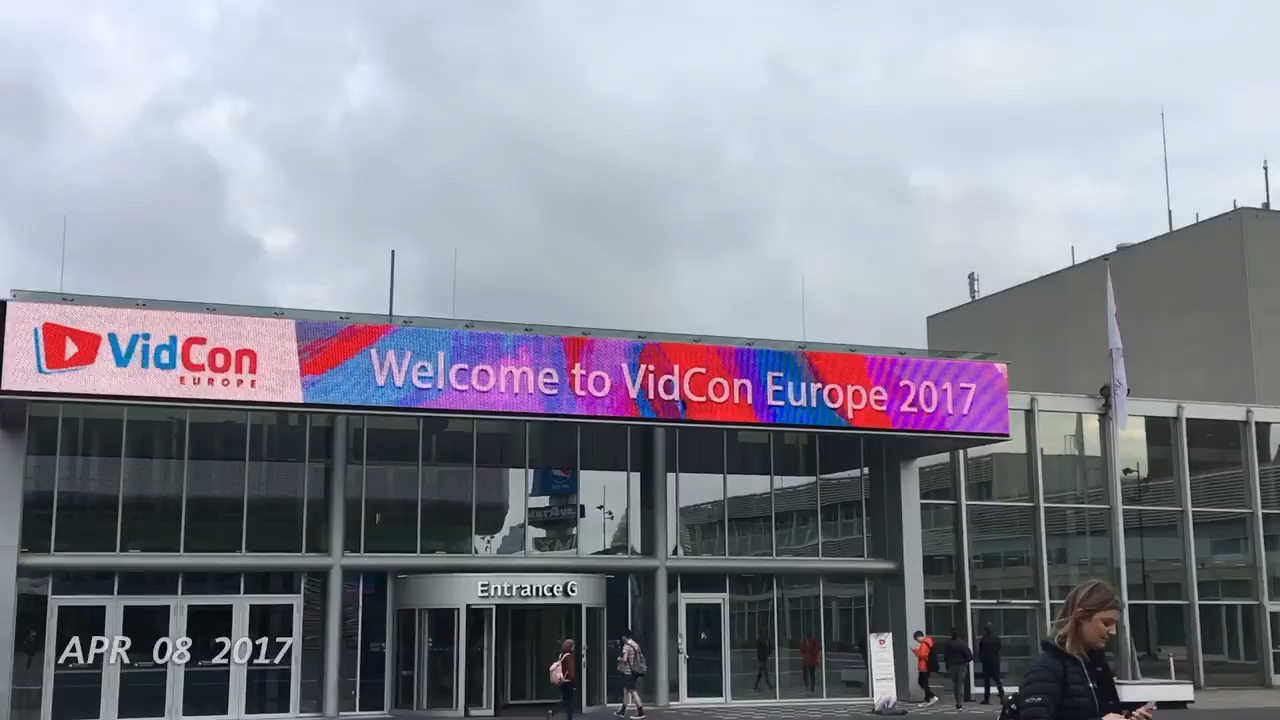 VidCon
EUROPE
Welcome to VidCon Europe 2017
Entrance G
APR 08 2017